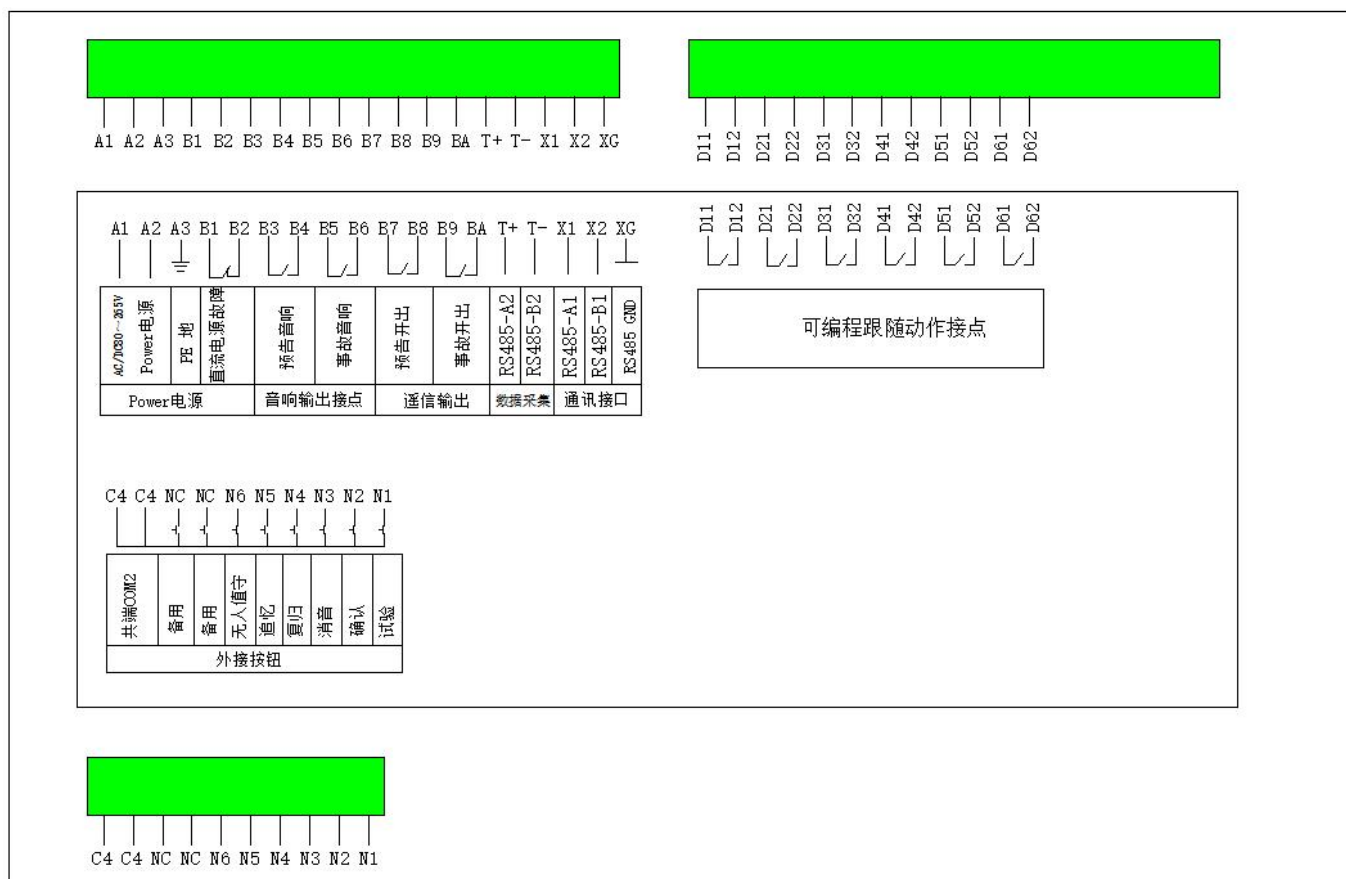 A1 A2 A3 B1 B2 B3 B4 B5 B6 B7 B8 B9 BA T+ T- X1 X2 XG
D11 D12 D21 D22 D31 D32 D41 D42 D51 D52 D61 D62
A1 A2 A3 B1 B2 B3 B4 B5 B6 B7 B8 B9 BA T+ T- X1 X2 XG
D11 D12 D21 D22 D31 D32 D41 D42 D51 D52 D61 D62
AC/DC80~265V
Power电源
PE 地
直流电源故障
预告音响
事故音响
预告开出
事故开出
RS485-A2
RS485-B2
RS485-A1
RS485-B1
RS485 GND
Power电源 音响输出接点 遥信输出 数据采集 通讯接口
可编程跟随动作接点
C4 C4 NC NC N6 N5 N4 N3 N2 N1
共端COM2
备用
备用
无人值守
追忆
复归
消音
确认
试验
外接按钮
C4 C4 NC NC N6 N5 N4 N3 N2 N1